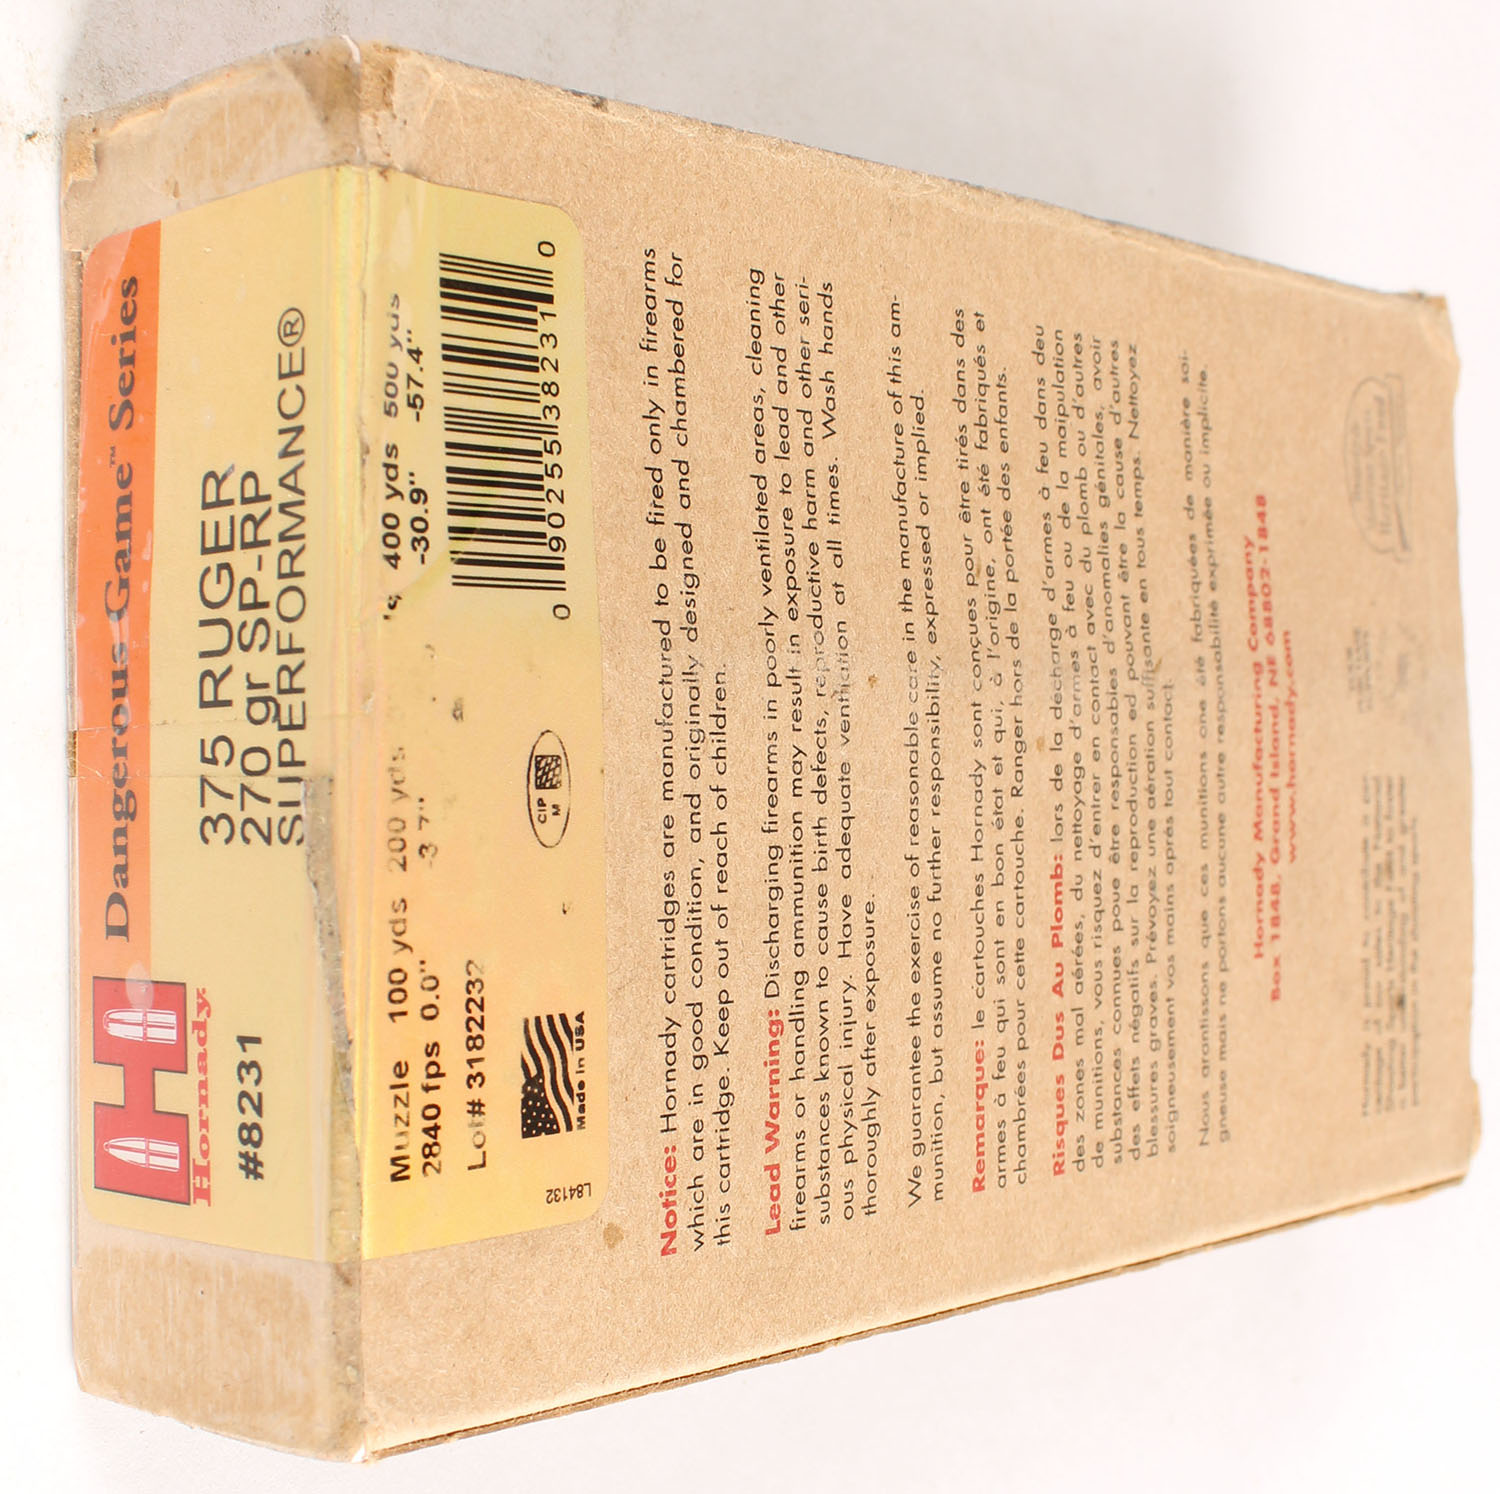 Dangerous Game™ Series
Hornady.
#8231
375 RUGER
270 gr SP-RP
SUPERFORMANCE®
Muzzle 100 yds 200 yds 400 yds 500 yds
2840 fps 0.0" -3 7" -30.9" -57.4"
Lot# 3182232
Made In USA
CIP
M
0 90255 38231 0
L84132
Notice: Hornady cartridges are manufactured to be fired only in firearms
which are in good condition, and originally designed and chambered for
this cartridge. Keep out of reach of children.
Lead Warning: Discharging firearms in poorly ventilated areas, cleaning
firearms or handling ammunition may result in exposure to lead and other
substances known to cause birth defects, reproductive harm and other seri-
ous physical injury. Have adequate ventilation at all times. Wash hands
thoroughly after exposure.
We guarantee the exercise of reasonable care in the manufacture of this am-
munition, but assume no further responsibility, expressed or implied.
Remarque: le cartouches Hornady sont conçues pour être tirés dans des
armes à feu qui sont en bon état et qui, à l'origine, ont été fabriqués et
chambrées pour cette cartouche. Ranger hors de la portée des enfants.
Risques Dus Au Plomb: lors de la décharge d'armes à feu dans deu
des zones mal aérées, du nettoyage d'armes à feu ou de la maipulation
de munitions, vous risquez d'entrer en contact avec du plomb ou d'autres
substances connues poue être responsables d'anomalies génitales, avoir
des effets négatifs sur la reproduction ed pouvant être la cause d'autres
blessures graves. Prévoyez une aération suffisante en tous temps. Nettoyez
soigneusement vos mains après tout contact.
Nous arantissons que ces munitions one été fabriquées de manière soi-
gneuse mais ne portons aucune autre responsabilité exprimée ou implicite.
Hornady Manufacturing Company
Box 1848, Grand Island, NE 68802-1848
www.hornady.com